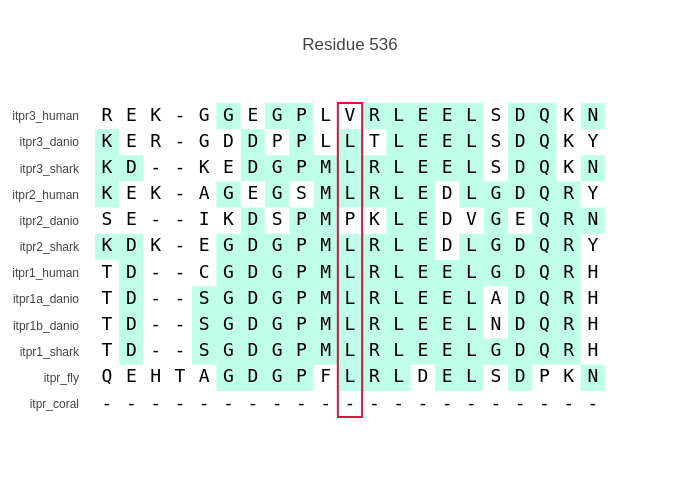 Residue 536
itpr3_human R E K - G G E G P L V R L E E L S D Q K N
itpr3_danio K E R - G D D P P L L T L E E L S D Q K Y
itpr3_shark K D - - K E D G P M L R L E E L S D Q K N
itpr2_human K E K - A G E G S M L R L E D L G D Q R Y
itpr2_danio S E - - I K D S P M P K L E D V G E Q R N
itpr2_shark K D K - E G D G P M L R L E D L G D Q R Y
itpr1_human T D - - C G D G P M L R L E E L G D Q R H
itpr1a_danio T D - - S G D G P M L R L E E L A D Q R H
itpr1b_danio T D - - S G D G P M L R L E E L N D Q R H
itpr1_shark T D - - S G D G P M L R L E E L G D Q R H
itpr_fly Q E H T A G D G P F L R L D E L S D P K N
itpr_coral - - - - - - - - - - - - - - - - - - - - -